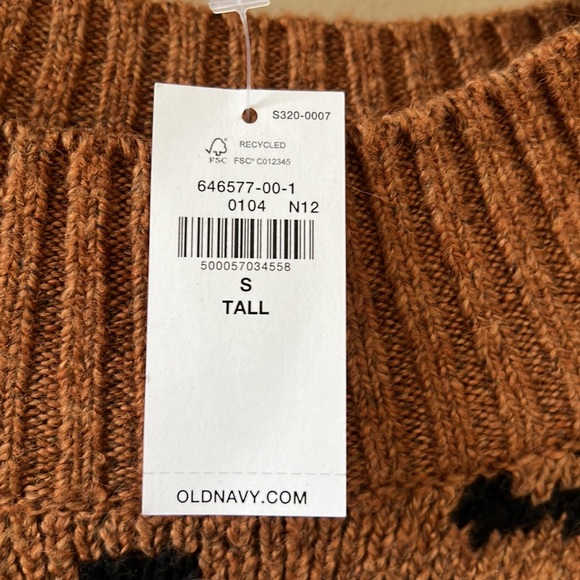 S320-0007
RECYCLED
FSC FSC® C012345
646577-00-1
0104 N12
500057034558
S
TALL
OLDNAVY.COM